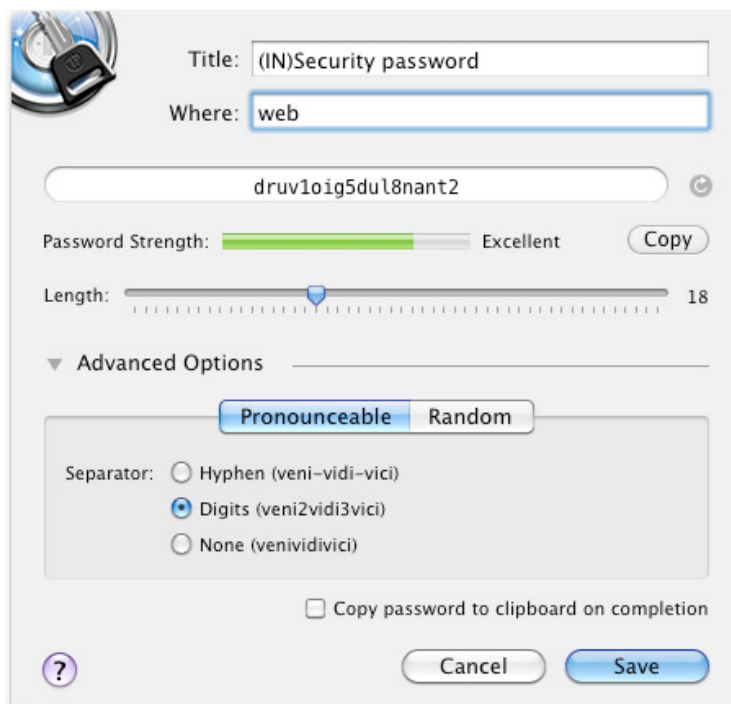 Title: (IN)Security password
Where: web
druv1oig5dul8nant2
Password Strength: Excellent Copy
Length: 18
Advanced Options
Pronounceable Random
Separator: Hyphen (veni-vidi-vici)
Digits (veni2vidi3vici)
None (venividivici)
Copy password to clipboard on completion
? Cancel Save